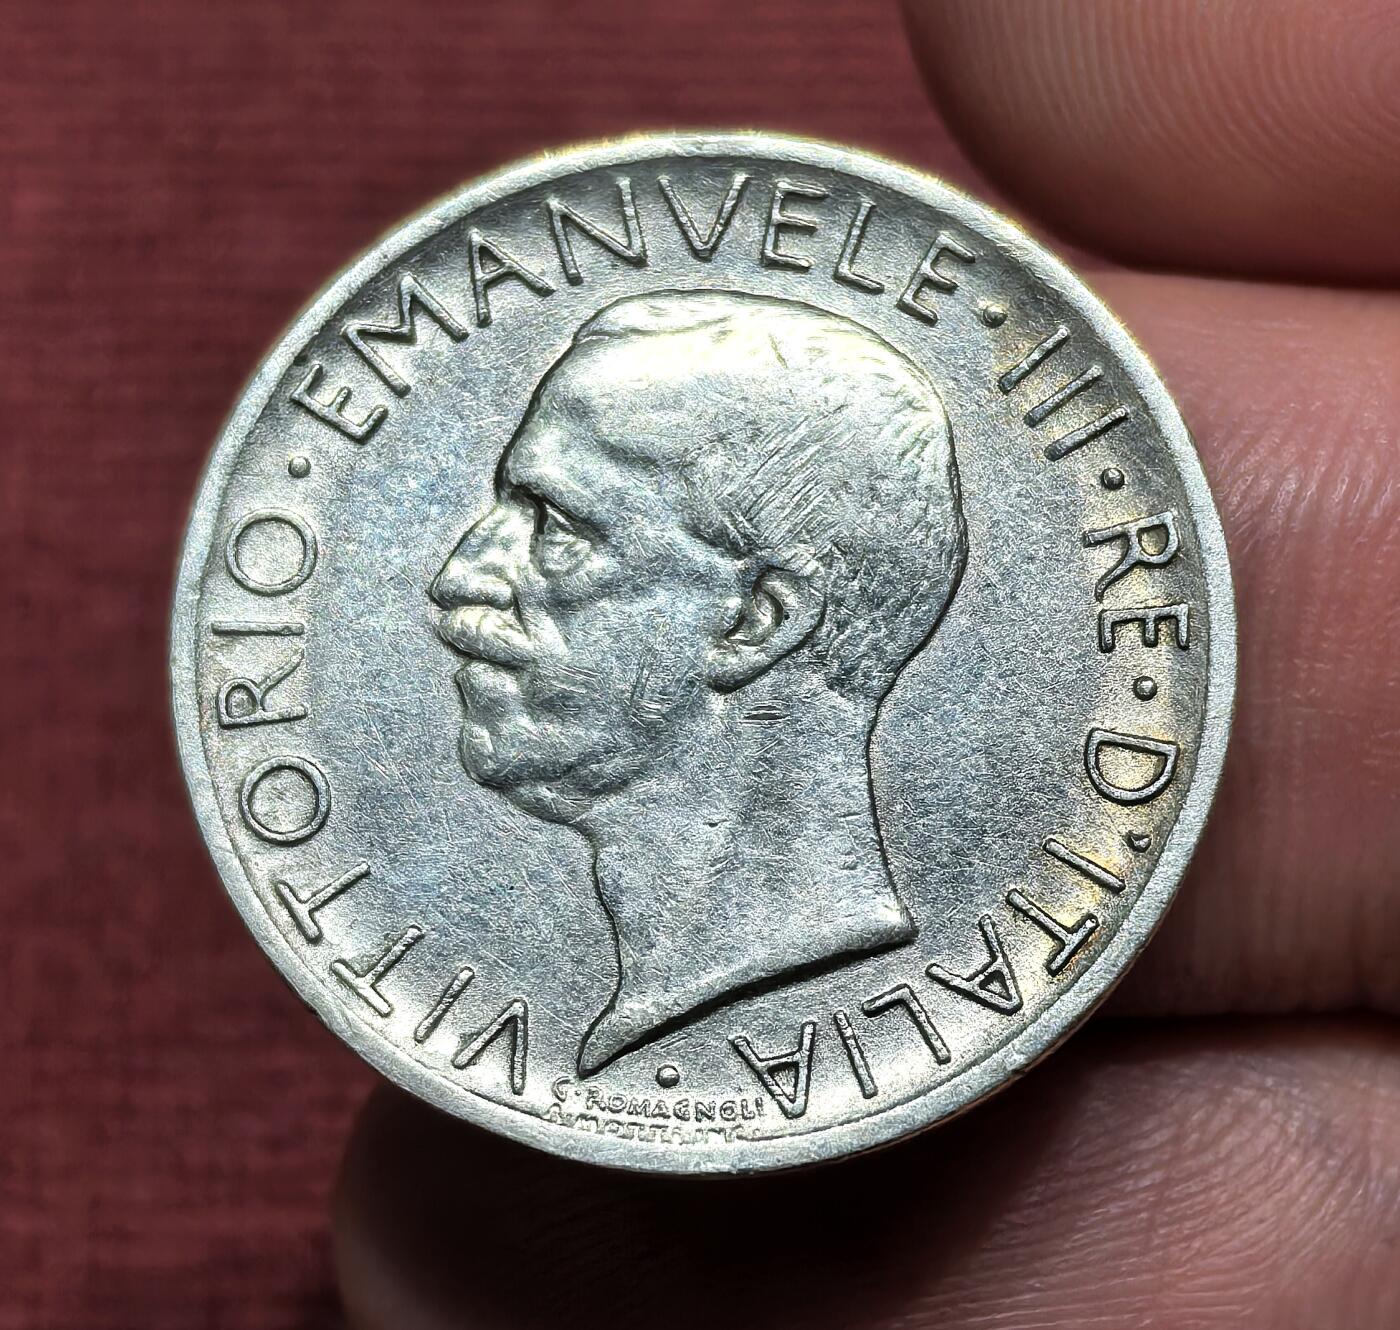 VITTORIO · EMANVELE · III · RE · D'ITALIA ·
G·ROMAGNOLI